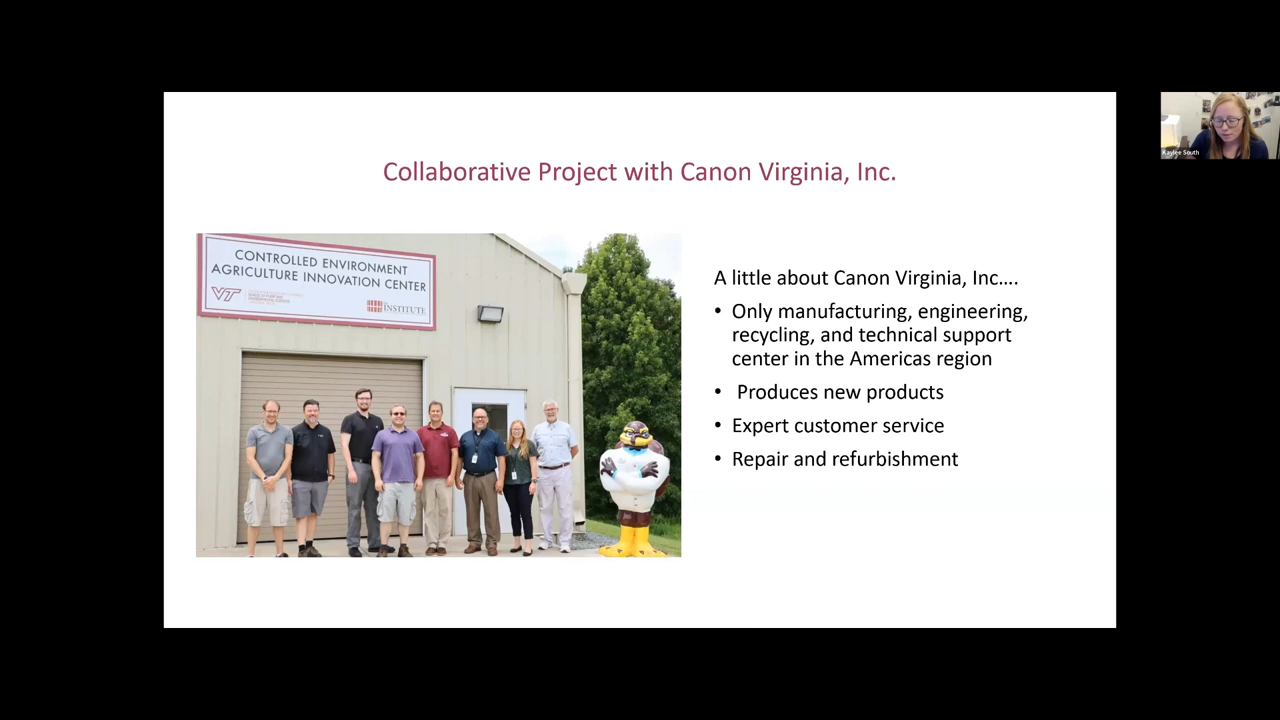 Collaborative Project with Canon Virginia, Inc.
CONTROLLED ENVIRONMENT
AGRICULTURE INNOVATION CENTER
VT
INSTITUTE
A little about Canon Virginia, Inc....
• Only manufacturing, engineering,
recycling, and technical support
center in the Americas region
• Produces new products
• Expert customer service
• Repair and refurbishment
Kaylee South